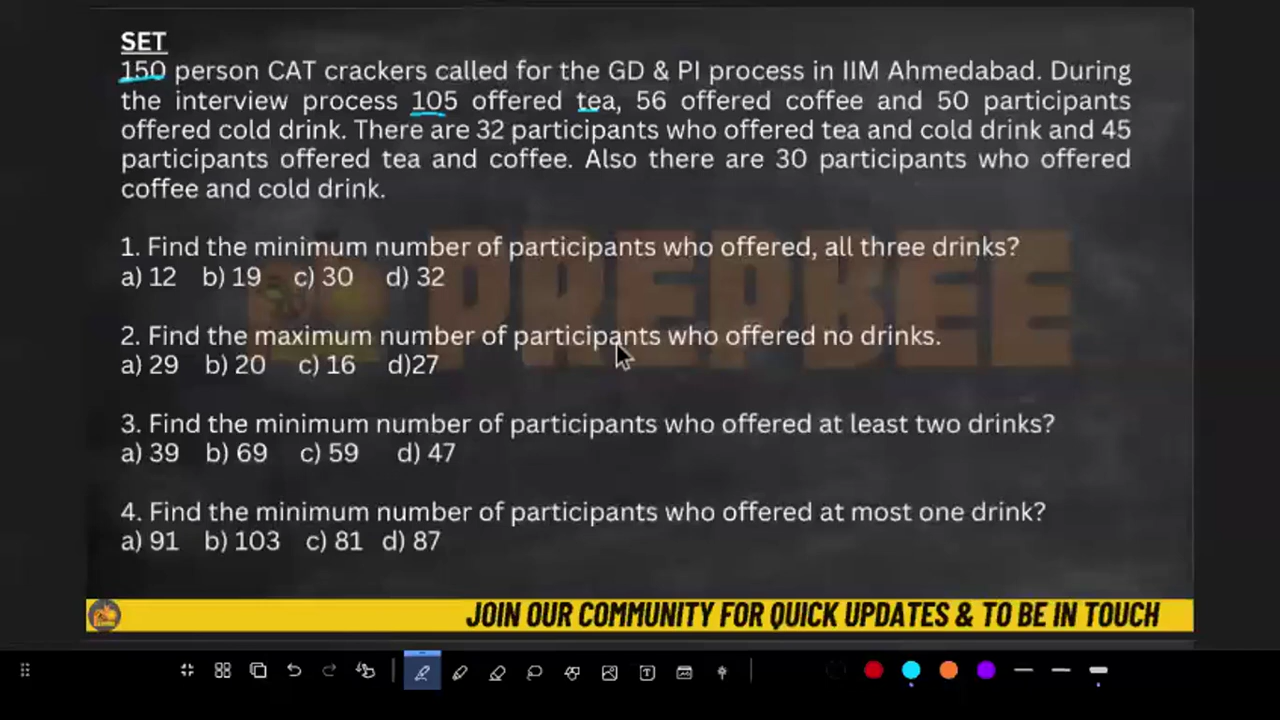 SET
150 person CAT crackers called for the GD & PI process in IIM Ahmedabad. During
the interview process 105 offered tea, 56 offered coffee and 50 participants
offered cold drink. There are 32 participants who offered tea and cold drink and 45
participants offered tea and coffee. Also there are 30 participants who offered
coffee and cold drink.
1. Find the minimum number of participants who offered, all three drinks?
a) 12 b) 19 c) 30 d) 32
2. Find the maximum number of participants who offered no drinks.
a) 29 b) 20 c) 16 d)27
3. Find the minimum number of participants who offered at least two drinks?
a) 39 b) 69 c) 59 d) 47
4. Find the minimum number of participants who offered at most one drink?
a) 91 b) 103 c) 81 d) 87
PREPBEE
JOIN OUR COMMUNITY FOR QUICK UPDATES & TO BE IN TOUCH